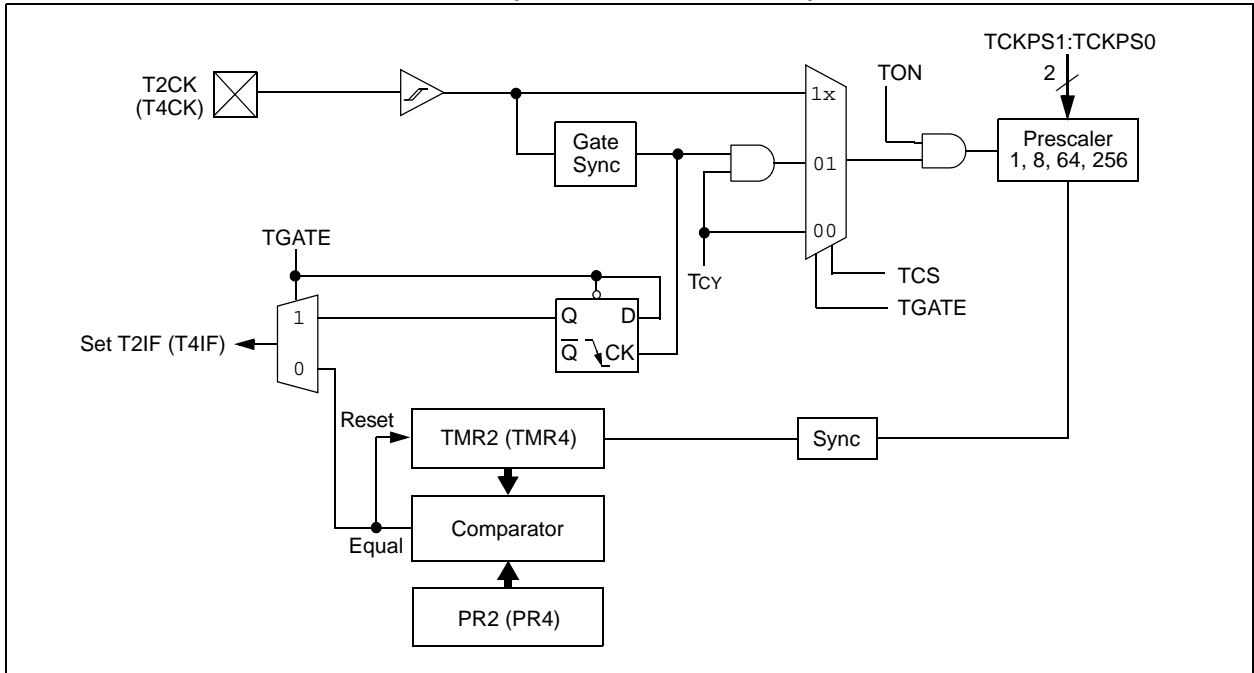 TCKPS1:TCKPS0
2
TON
T2CK
(T4CK)
1x
Prescaler
1, 8, 64, 256
Gate
Sync
01
00
TGATE
TCY
TCS
TGATE
1
Q
D
Set T2IF (T4IF)
Q
CK
0
Reset
TMR2 (TMR4)
Sync
Comparator
Equal
PR2 (PR4)